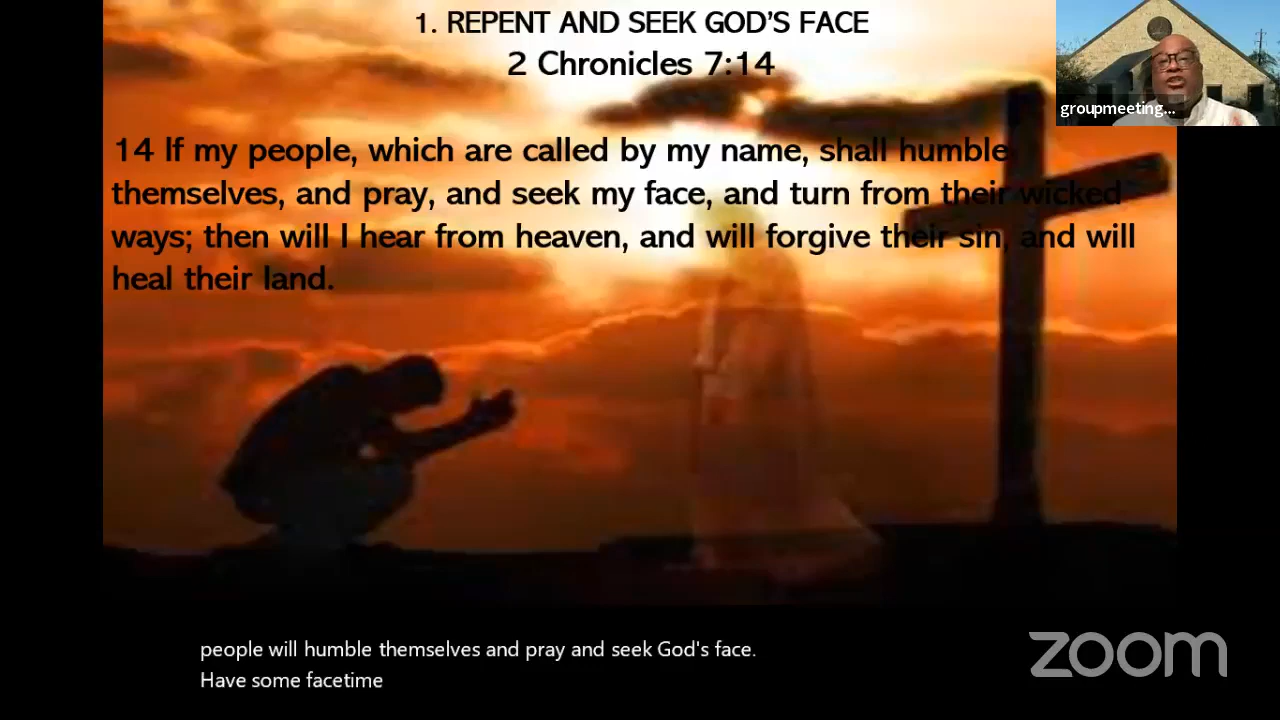 1. REPENT AND SEEK GOD'S FACE
2 Chronicles 7:14
groupmeeting...
14 If my people, which are called by my name, shall humble
themselves, and pray, and seek my face, and turn from their wicked
ways; then will I hear from heaven, and will forgive their sin, and will
heal their land.
people will humble themselves and pray and seek God's face.
Have some facetime
zoom